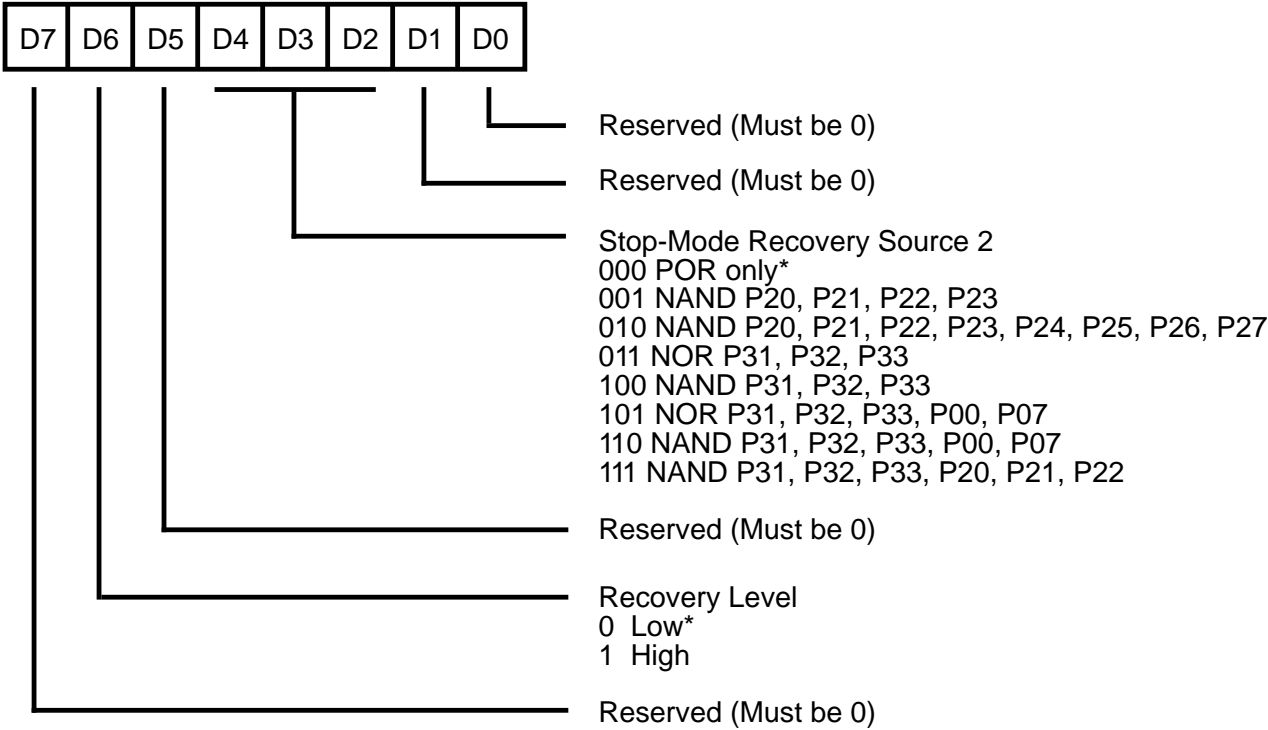 D7 D6 D5 D4 D3 D2 D1 D0
Reserved (Must be 0)
Reserved (Must be 0)
Stop-Mode Recovery Source 2
000 POR only*
001 NAND P20, P21, P22, P23
010 NAND P20, P21, P22, P23, P24, P25, P26, P27
011 NOR P31, P32, P33
100 NAND P31, P32, P33
101 NOR P31, P32, P33, P00, P07
110 NAND P31, P32, P33, P00, P07
111 NAND P31, P32, P33, P20, P21, P22
Reserved (Must be 0)
Recovery Level
0 Low*
1 High
Reserved (Must be 0)